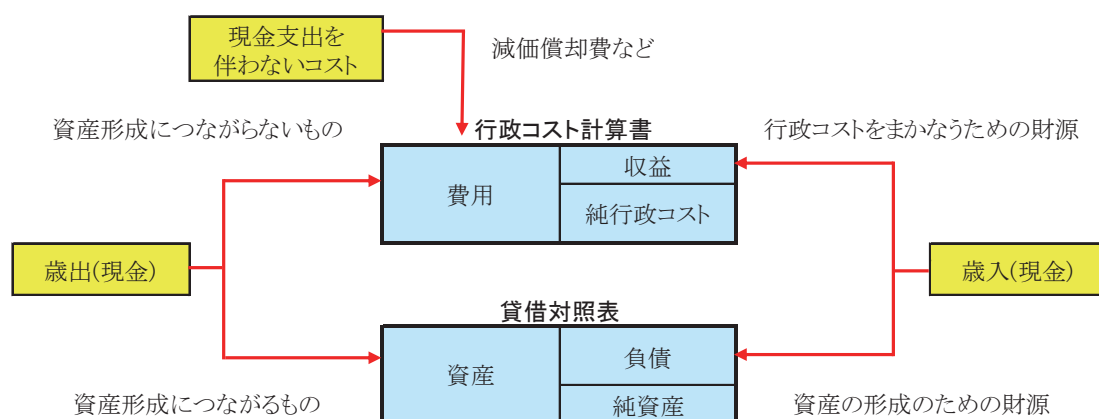 現金支出を
伴わないコスト
減価償却費など
資産形成につながらないもの
行政コスト計算書
行政コストをまかなうための財源
費用
収益
純行政コスト
歳出(現金)
歳入(現金)
貸借対照表
資産
負債
純資産
資産形成につながるもの
資産の形成のための財源